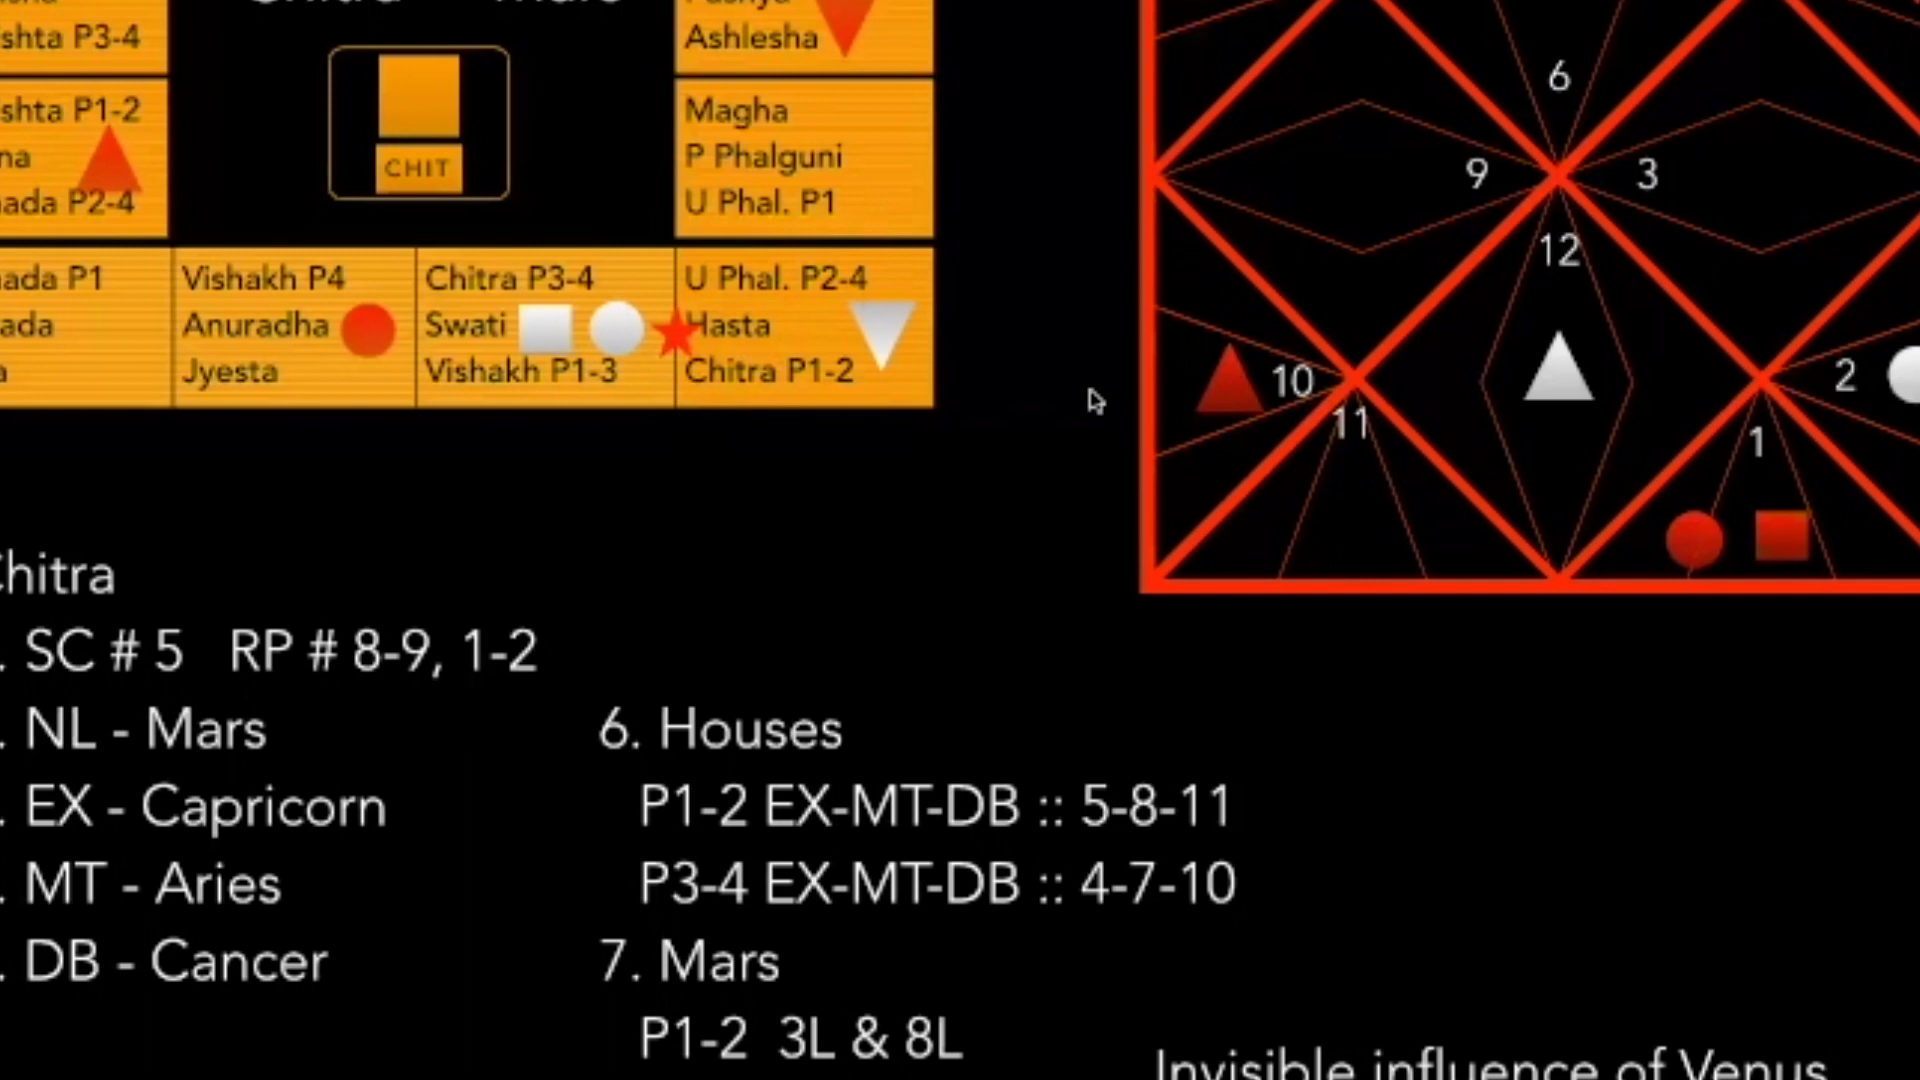 shta P3-4
shta P1-2
na
ada P2-4
CHIT
Ashlesha
Magha
P Phalguni
U Phal. P1
ada P1
ada
a
Vishakh P4
Anuradha
Jyesta
Chitra P3-4
Swati
Vishakh P1-3
U Phal. P2-4
Hasta
Chitra P1-2
6
9
3
12
10
11
2
1
Chitra
. SC # 5 RP # 8-9, 1-2
. NL - Mars
. EX - Capricorn
. MT - Aries
. DB - Cancer
6. Houses
P1-2 EX-MT-DB :: 5-8-11
P3-4 EX-MT-DB :: 4-7-10
7. Mars
P1-2 3L & 8L
Invisible influence of Venus